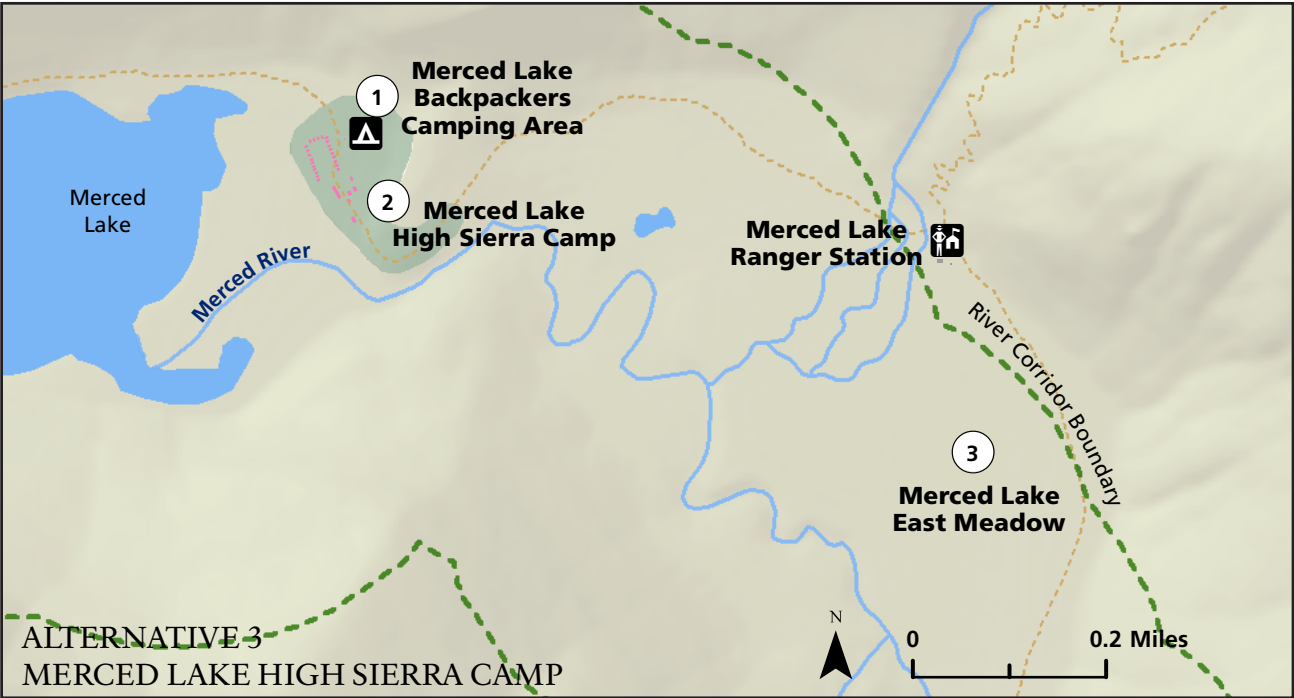 1
Merced Lake
Backpackers
Camping Area
Merced
Lake
2
Merced Lake
High Sierra Camp
Merced River
Merced Lake
Ranger Station
River Corridor Boundary
3
Merced Lake
East Meadow
N
0
0.2 Miles
ALTERNATIVE 3
MERCED LAKE HIGH SIERRA CAMP